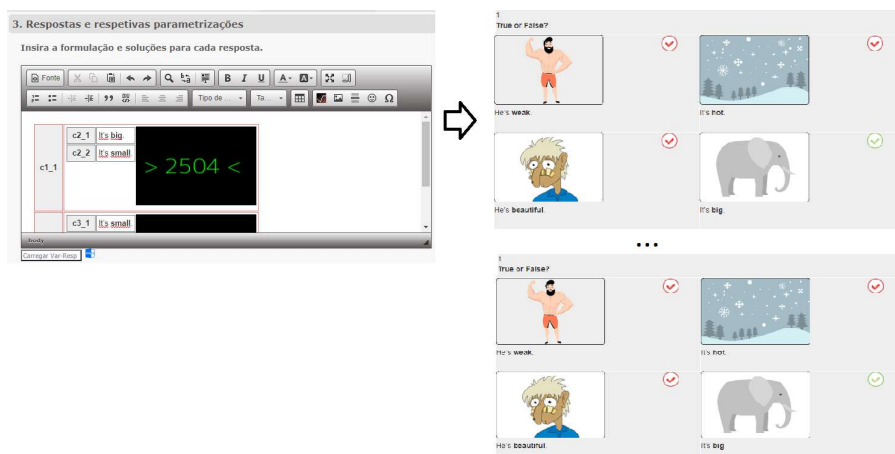 3. Respostas e respetivas parametrizações
Insira a formulação e soluções para cada resposta.
Fonte
B I U A- A-
Tipo de ...
Ta...
Ω
c1_1
c2_1 It's big.
c2_2 It's small.
> 2504 <
c3_1 It's small.
body
Carregar Var-Resp
1
True or False?
He's weak.
It's hot.
He's beautiful.
It's big.
...
1
True or False?
He's weak.
It's hot.
He's beautiful.
It's big.